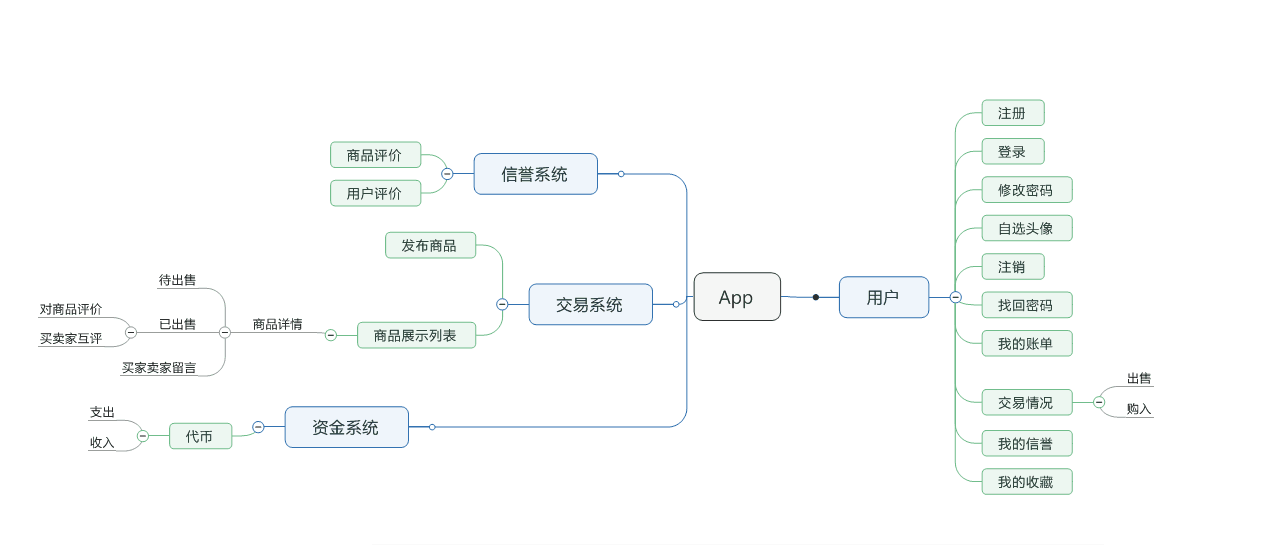 App
用户
注册
登录
修改密码
自选头像
注销
找回密码
我的账单
交易情况
出售
购入
我的信誉
我的收藏
信誉系统
商品评价
用户评价
交易系统
发布商品
商品展示列表
商品详情
待出售
已出售
对商品评价
买卖家互评
买家卖家留言
资金系统
代币
支出
收入